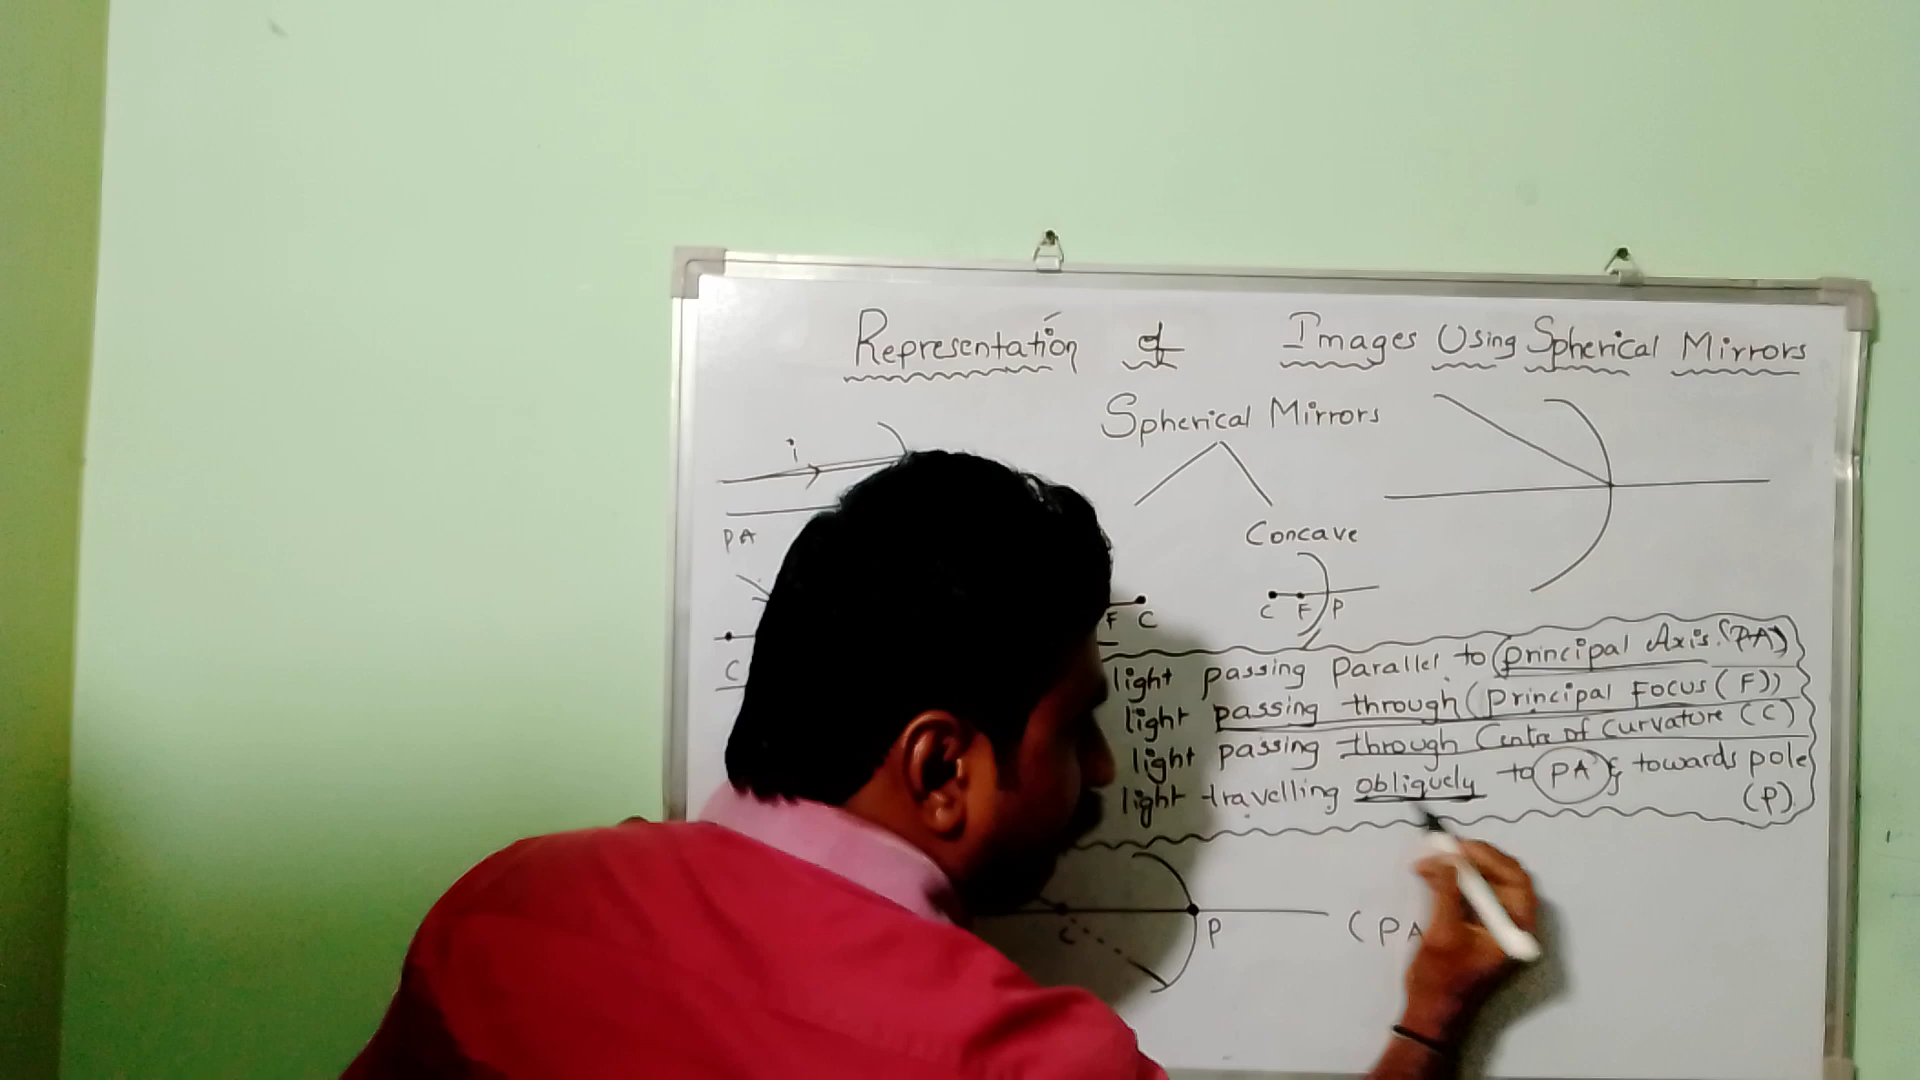 Representation of Images Using Spherical Mirrors
Spherical Mirrors
i
PA
Concave
F C
C F P
C
light passing parallel to principal Axis (PA)
light passing through (Principal Focus (F))
light passing through Centre of Curvature (C)
light travelling obliquely to PA & towards pole
(P)
C P (PA